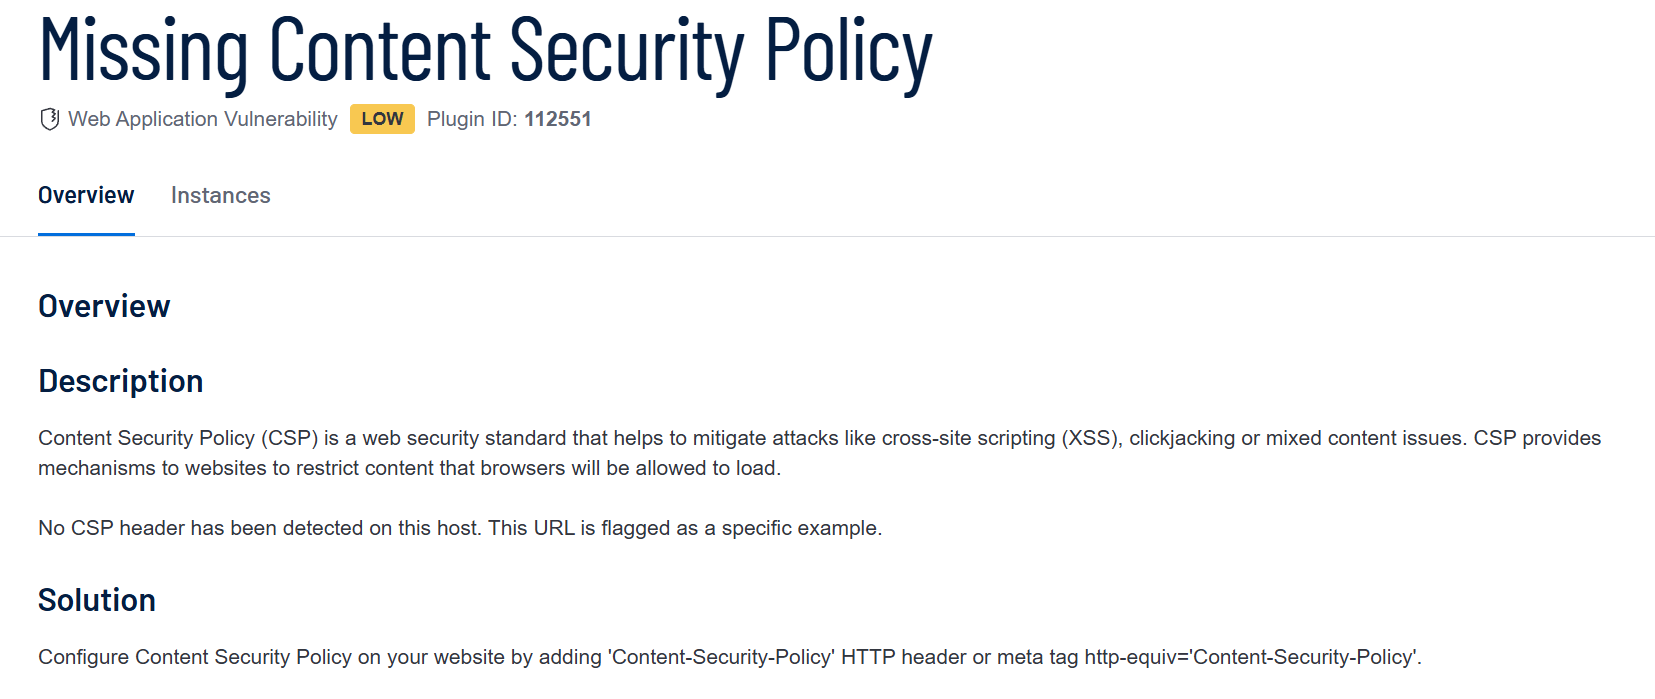 Missing Content Security Policy
Web Application Vulnerability LOW Plugin ID: 112551
Overview Instances
Overview
Description
Content Security Policy (CSP) is a web security standard that helps to mitigate attacks like cross-site scripting (XSS), clickjacking or mixed content issues. CSP provides
mechanisms to websites to restrict content that browsers will be allowed to load.
No CSP header has been detected on this host. This URL is flagged as a specific example.
Solution
Configure Content Security Policy on your website by adding 'Content-Security-Policy' HTTP header or meta tag http-equiv='Content-Security-Policy'.